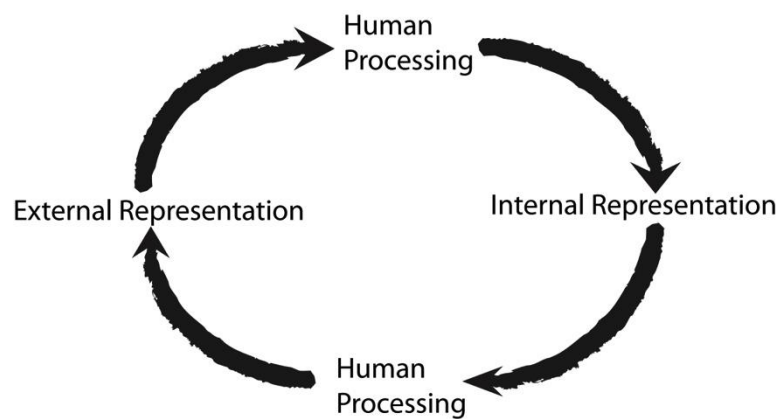 Human
Processing
External Representation
Internal Representation
Human
Processing